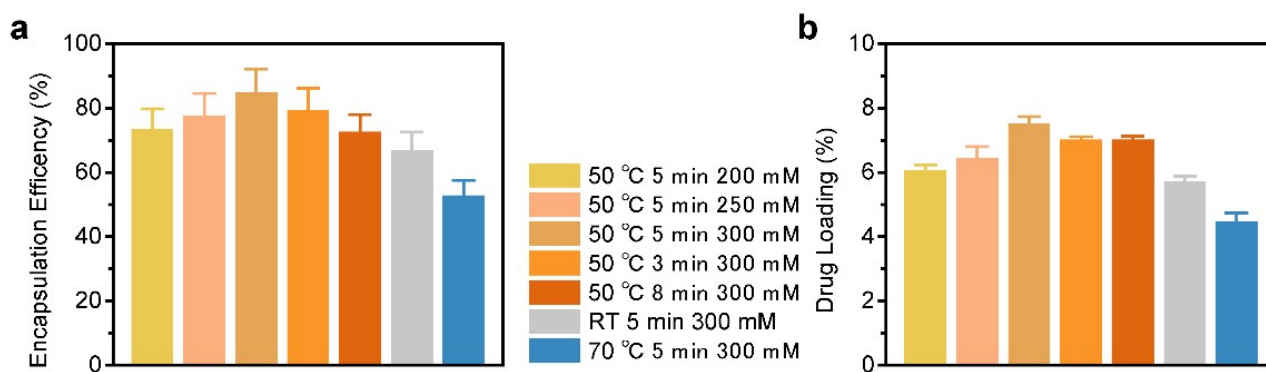 a
Encapsulation Efficency (%)
100
80
60
40
20
0
50 °C 5 min 200 mM
50 °C 5 min 250 mM
50 °C 5 min 300 mM
50 °C 3 min 300 mM
50 °C 8 min 300 mM
RT 5 min 300 mM
70 °C 5 min 300 mM
b
Drug Loading (%)
10
8
6
4
2
0